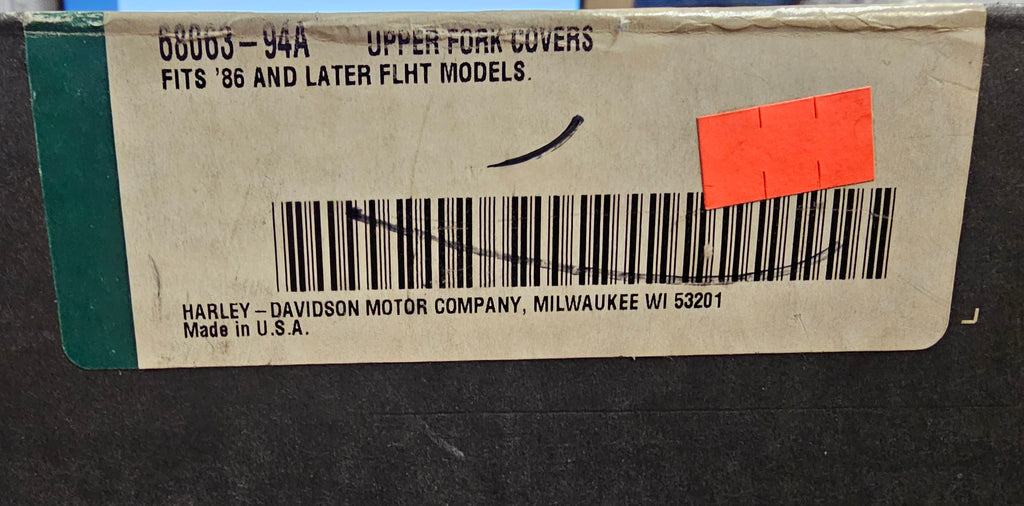 68063-94A UPPER FORK COVERS
FITS '86 AND LATER FLHT MODELS.
HARLEY-DAVIDSON MOTOR COMPANY, MILWAUKEE WI 53201
Made in U.S.A.